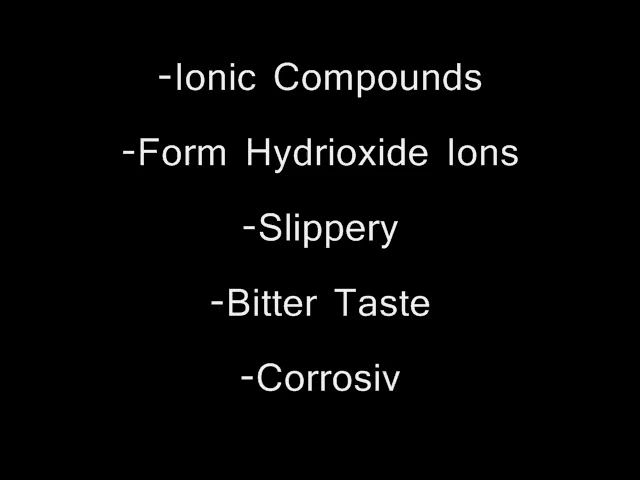 -Ionic Compounds
-Form Hydrioxide Ions
-Slippery
-Bitter Taste
-Corrosiv